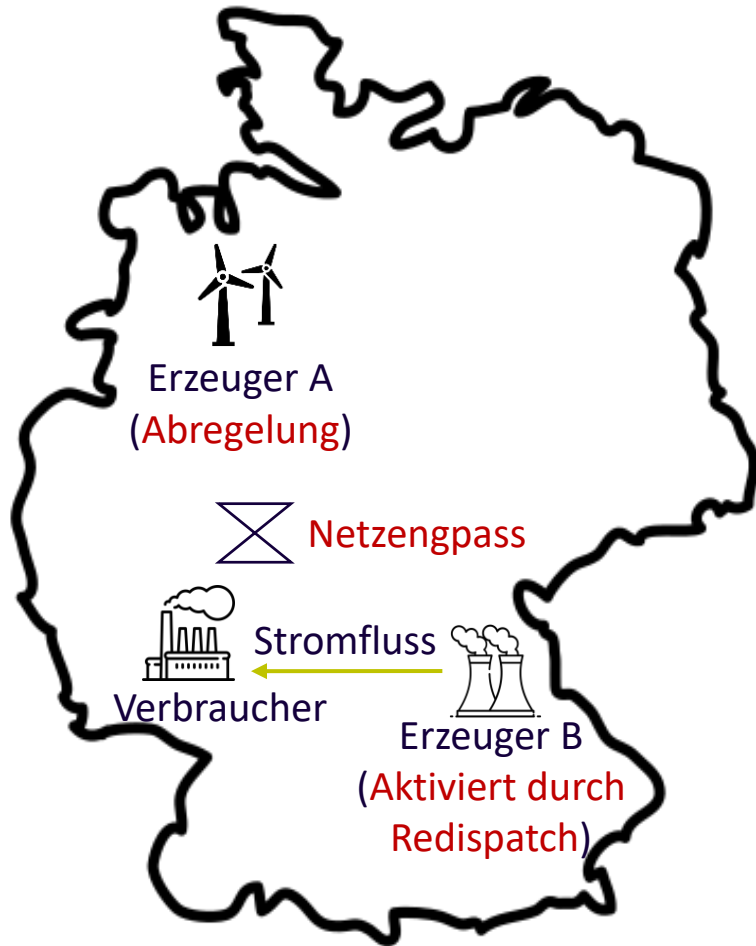 Erzeuger A
(Abregelung)
Netzengpass
Stromfluss
Verbraucher
Erzeuger B
(Aktiviert durch
Redispatch)